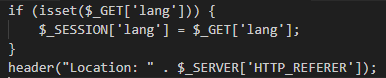 if (isset($_GET['lang'])) {
    $_SESSION['lang'] = $_GET['lang'];
}
header("Location: " . $_SERVER['HTTP_REFERER']);